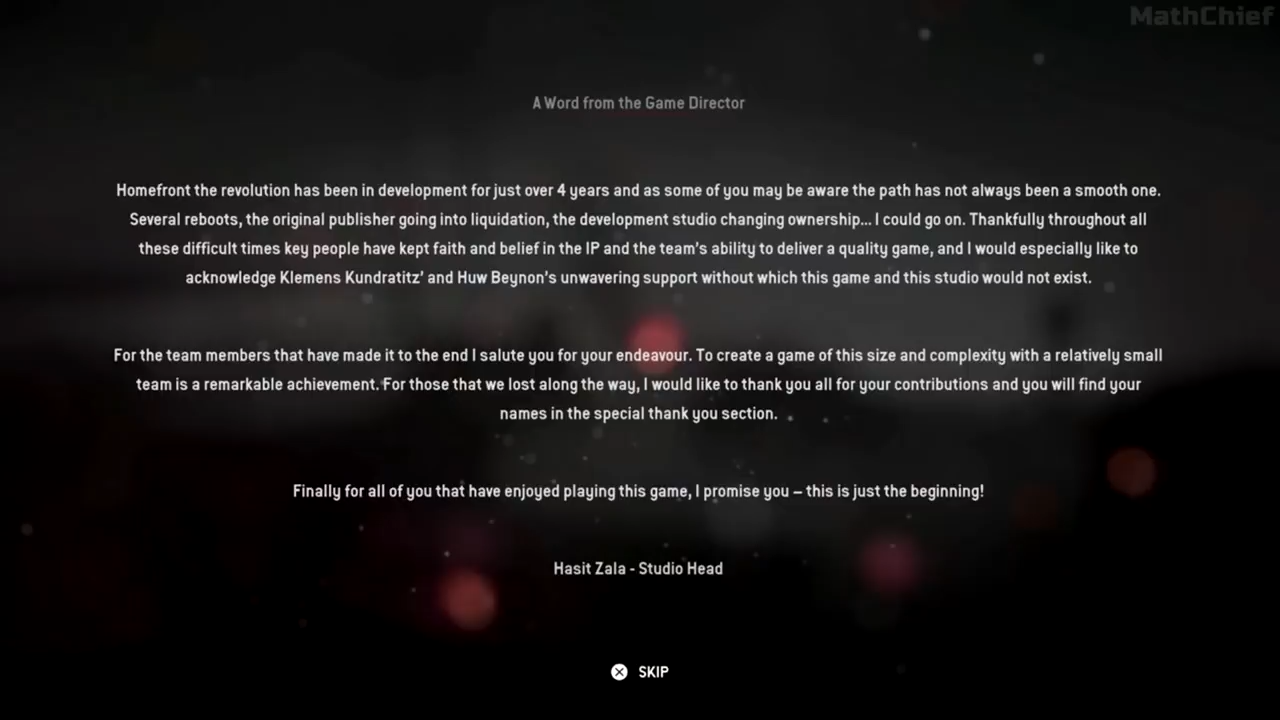 MathChief
A Word from the Game Director
Homefront the revolution has been in development for just over 4 years and as some of you may be aware the path has not always been a smooth one.
Several reboots, the original publisher going into liquidation, the development studio changing ownership... I could go on. Thankfully throughout all
these difficult times key people have kept faith and belief in the IP and the team's ability to deliver a quality game, and I would especially like to
acknowledge Klemens Kundratitz' and Huw Beynon's unwavering support without which this game and this studio would not exist.
For the team members that have made it to the end I salute you for your endeavour. To create a game of this size and complexity with a relatively small
team is a remarkable achievement. For those that we lost along the way, I would like to thank you all for your contributions and you will find your
names in the special thank you section.
Finally for all of you that have enjoyed playing this game, I promise you – this is just the beginning!
Hasit Zala - Studio Head
SKIP